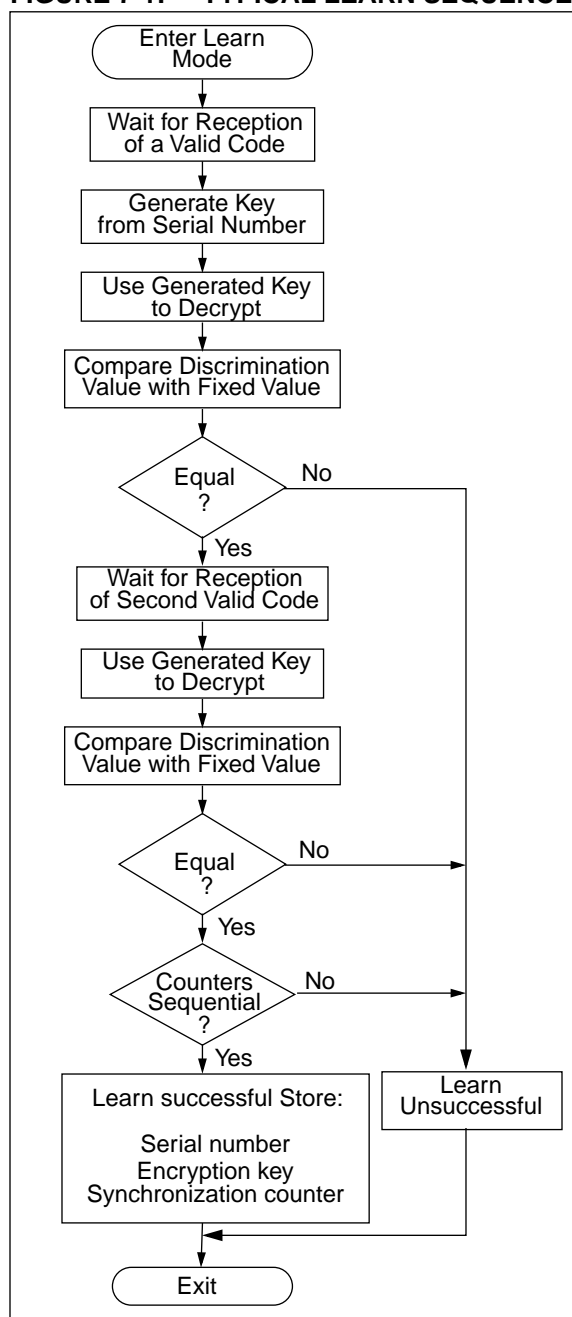 TYPICAL LEARN SEQUENCE
Enter Learn
Mode
Wait for Reception
of a Valid Code
Generate Key
from Serial Number
Use Generated Key
to Decrypt
Compare Discrimination
Value with Fixed Value
Equal
?
No
Yes
Wait for Reception
of Second Valid Code
Use Generated Key
to Decrypt
Compare Discrimination
Value with Fixed Value
Equal
?
No
Yes
Counters
Sequential
?
No
Yes
Learn successful Store:
Serial number
Encryption key
Synchronization counter
Learn
Unsuccessful
Exit